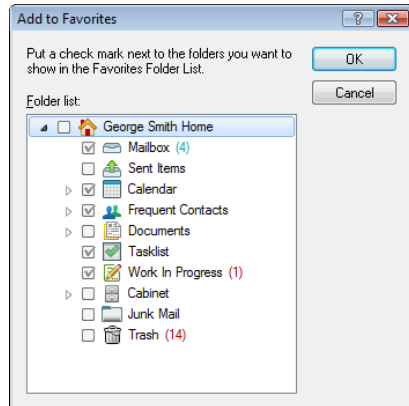 Add to Favorites
Put a check mark next to the folders you want to
show in the Favorites Folder List.
OK
Cancel
Folder list:
George Smith Home
Mailbox (4)
Sent Items
Calendar
Frequent Contacts
Documents
Tasklist
Work In Progress (1)
Cabinet
Junk Mail
Trash (14)